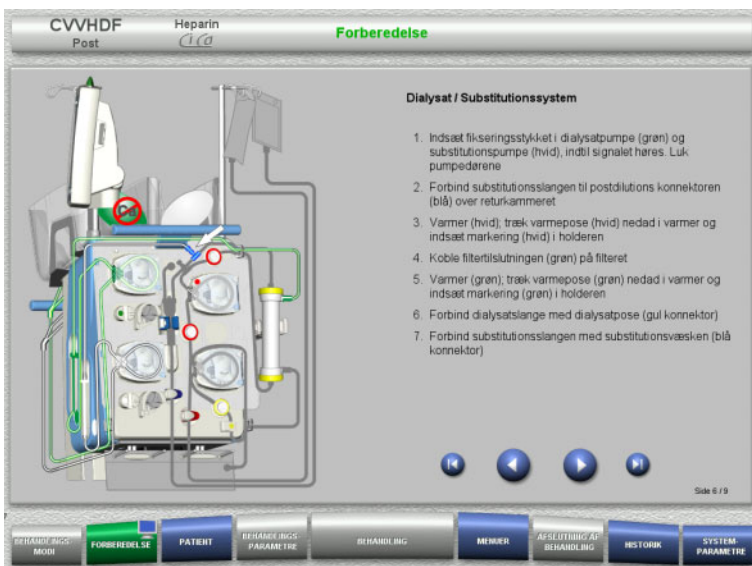 CVVHDF
Post
Heparin
Ci Ca
Forberedelse
Dialysat / Substitutionssystem
1. Indsæt fikseringsstykket i dialysatpumpe (grøn) og
substitutionspumpe (hvid), indtil signalet høres. Luk
pumpedørene
2. Forbind substitutionsslangen til postdilutions konnektoren
(blå) over returkammeret
3. Varmer (hvid); træk varmepose (hvid) nedad i varmer og
indsæt markering (hvid) i holderen
4. Koble filtertilslutningen (grøn) på filteret
5. Varmer (grøn); træk varmepose (grøn) nedad i varmer og
indsæt markering (grøn) i holderen
6. Forbind dialysatslange med dialysatpose (gul konnektor)
7. Forbind substitutionsslangen med substitutionsvæsken (blå
konnektor)
Ca
Side 6 / 9
BEHANDLINGS-
MODI
FORBEREDELSE
PATIENT
BEHANDLINGS-
PARAMETRE
BEHANDLING
MENUER
AFSLUTNING AF
BEHANDLING
HISTORIK
SYSTEM-
PARAMETRE